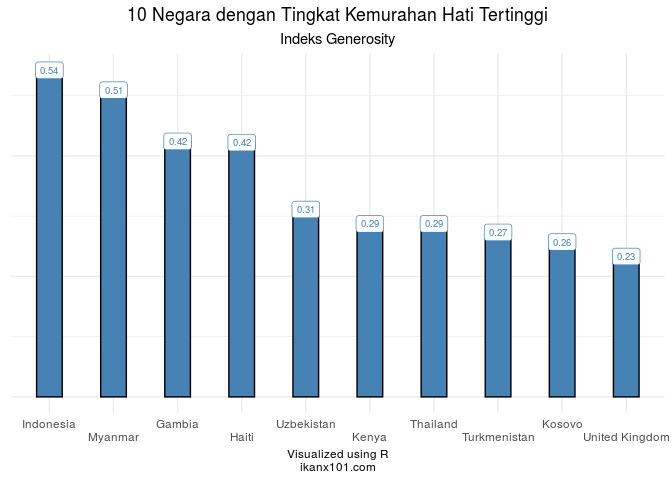 10 Negara dengan Tingkat Kemurahan Hati Tertinggi
Indeks Generosity
0.54
0.51
0.42
0.42
0.31
0.29
0.29
0.27
0.26
0.23
Indonesia
Myanmar
Gambia
Haiti
Uzbekistan
Kenya
Thailand
Turkmenistan
Kosovo
United Kingdom
Visualized using R
ikanx101.com